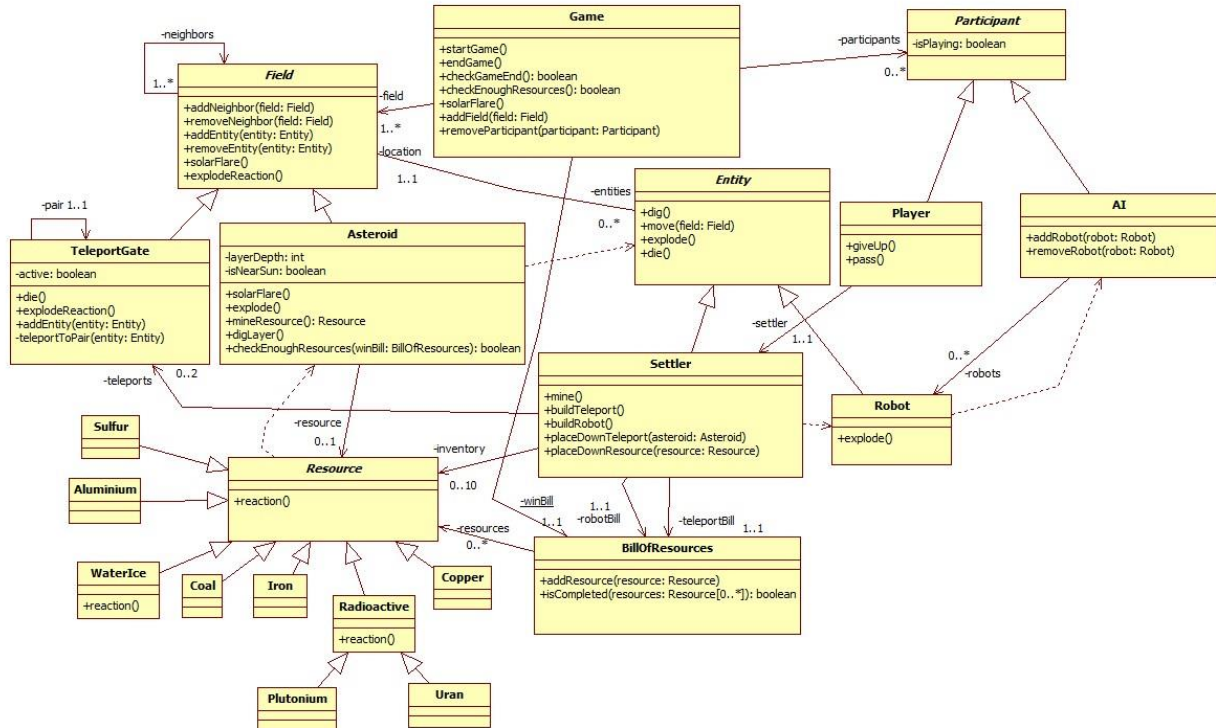 Game
+startGame()
+endGame()
+checkGameEnd(): boolean
+checkEnoughResources(): boolean
+solarFlare()
+addField(field: Field)
+removeParticipant(participant: Participant)
Participant
-isPlaying: boolean
-participants
0..*
-neighbors
1..*
Field
+addNeighbor(field: Field)
+removeNeighbor(field: Field)
+addEntity(entity: Entity)
+removeEntity(entity: Entity)
+solarFlare()
+explodeReaction()
-field
1..*
-location
1..1
-entities
0..*
Entity
+dig()
+move(field: Field)
+explode()
+die()
Player
+giveUp()
+pass()
AI
+addRobot(robot: Robot)
+removeRobot(robot: Robot)
-pair 1..1
TeleportGate
-active: boolean
+die()
+explodeReaction()
+addEntity(entity: Entity)
-teleportToPair(entity: Entity)
Asteroid
-layerDepth: int
-isNearSun: boolean
+solarFlare()
+explode()
+mineResource(): Resource
+digLayer()
+checkEnoughResources(winBill: BillOfResources): boolean
-settler
1..1
0..*
-robots
-teleports
0..2
Settler
+mine()
+buildTeleport()
+buildRobot()
+placeDownTeleport(asteroid: Asteroid)
+placeDownResource(resource: Resource)
Robot
+explode()
-resource
0..1
-inventory
0..10
Sulfur
Aluminium
Resource
+reaction()
-winBill
1..1
1..1
-robotBill
-teleportBill
1..1
-resources
0..*
BillOfResources
+addResource(resource: Resource)
+isCompleted(resources: Resource[0..*]): boolean
WaterIce
+reaction()
Coal
Iron
Radioactive
+reaction()
Copper
Plutonium
Uran